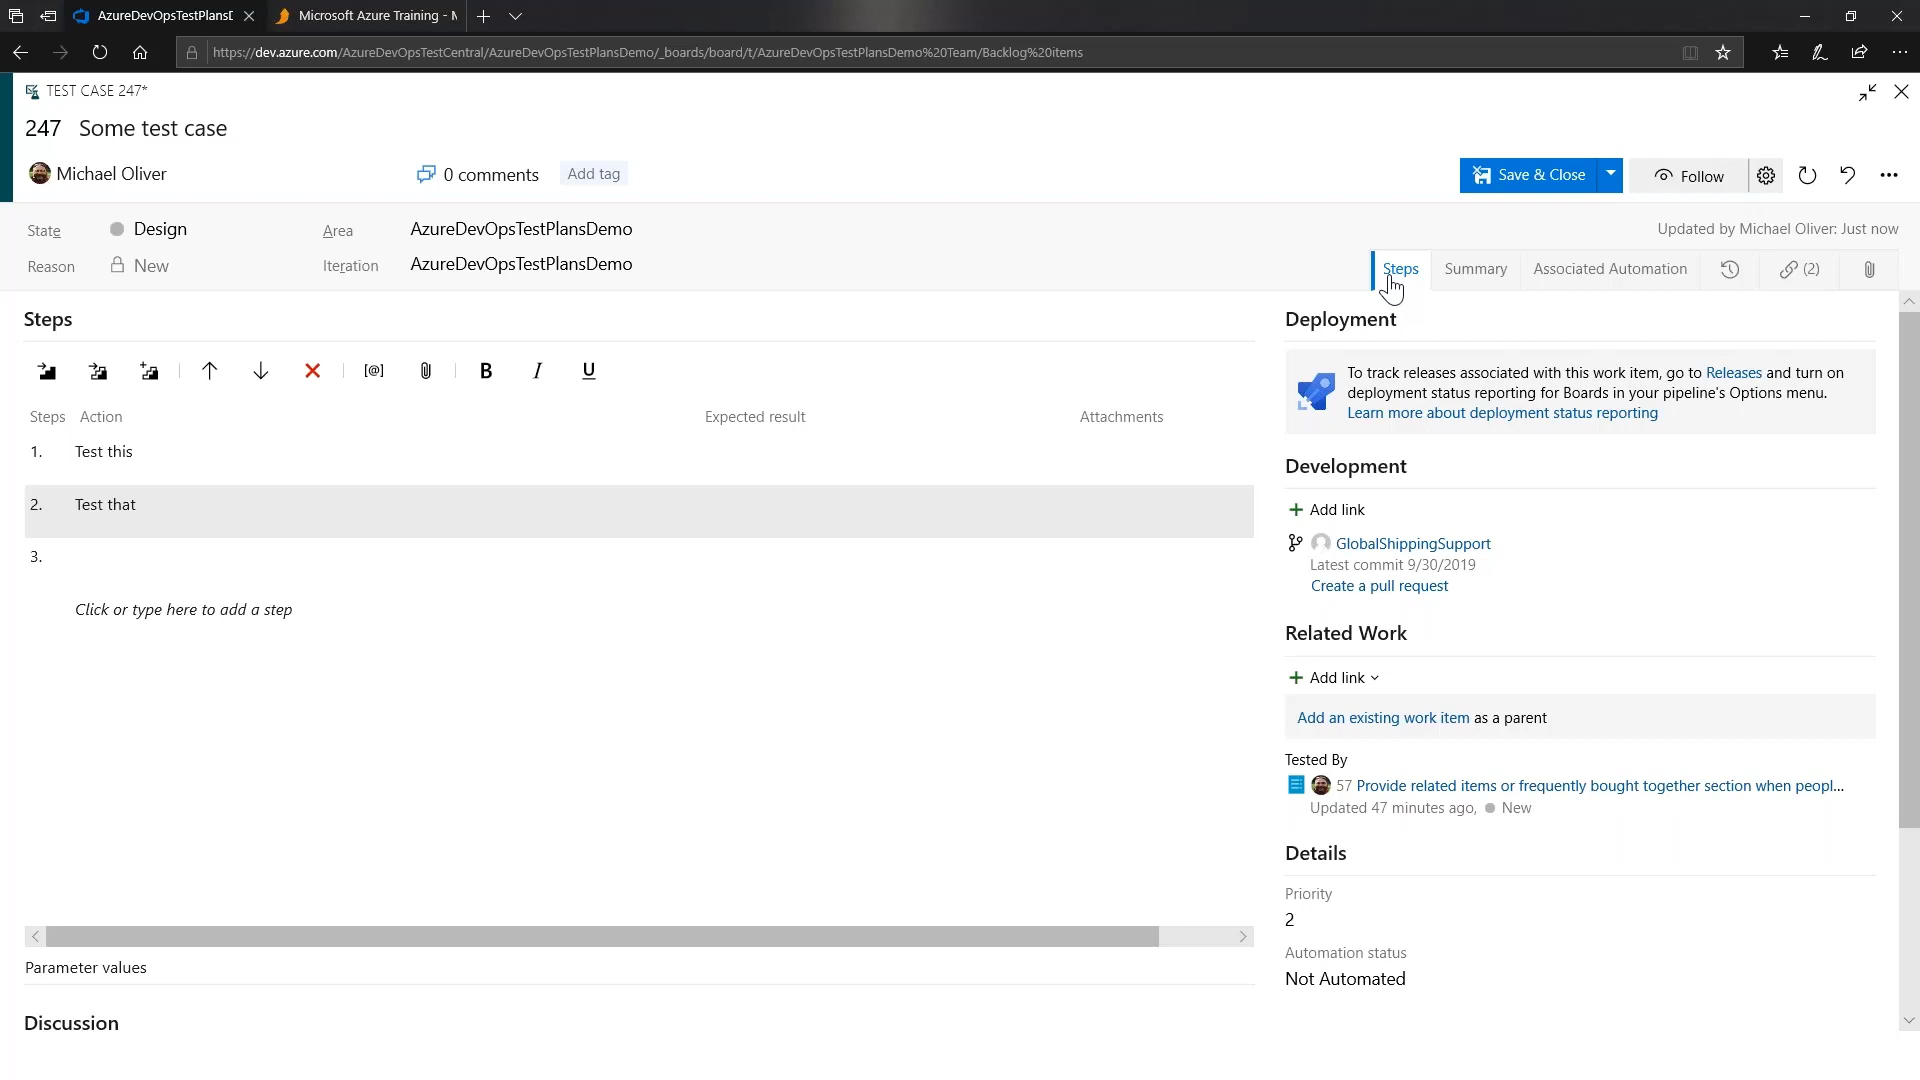 AzureDevOpsTestPlansD
Microsoft Azure Training - M
https://dev.azure.com/AzureDevOpsTestCentral/AzureDevOpsTestPlansDemo/_boards/board/t/AzureDevOpsTestPlansDemo%20Team/Backlog%20items
TEST CASE 247*
247 Some test case
Michael Oliver
0 comments
Add tag
Save & Close
Follow
State
Design
Area
AzureDevOpsTestPlansDemo
Updated by Michael Oliver: Just now
Reason
New
Iteration
AzureDevOpsTestPlansDemo
Steps
Summary
Associated Automation
(2)
Steps
B
I
U
Steps Action
Expected result
Attachments
1. Test this
2. Test that
3.
Click or type here to add a step
Parameter values
Discussion
Deployment
To track releases associated with this work item, go to Releases and turn on
deployment status reporting for Boards in your pipeline's Options menu.
Learn more about deployment status reporting
Development
+ Add link
GlobalShippingSupport
Latest commit 9/30/2019
Create a pull request
Related Work
+ Add link
Add an existing work item as a parent
Tested By
57 Provide related items or frequently bought together section when peopl...
Updated 47 minutes ago, New
Details
Priority
2
Automation status
Not Automated